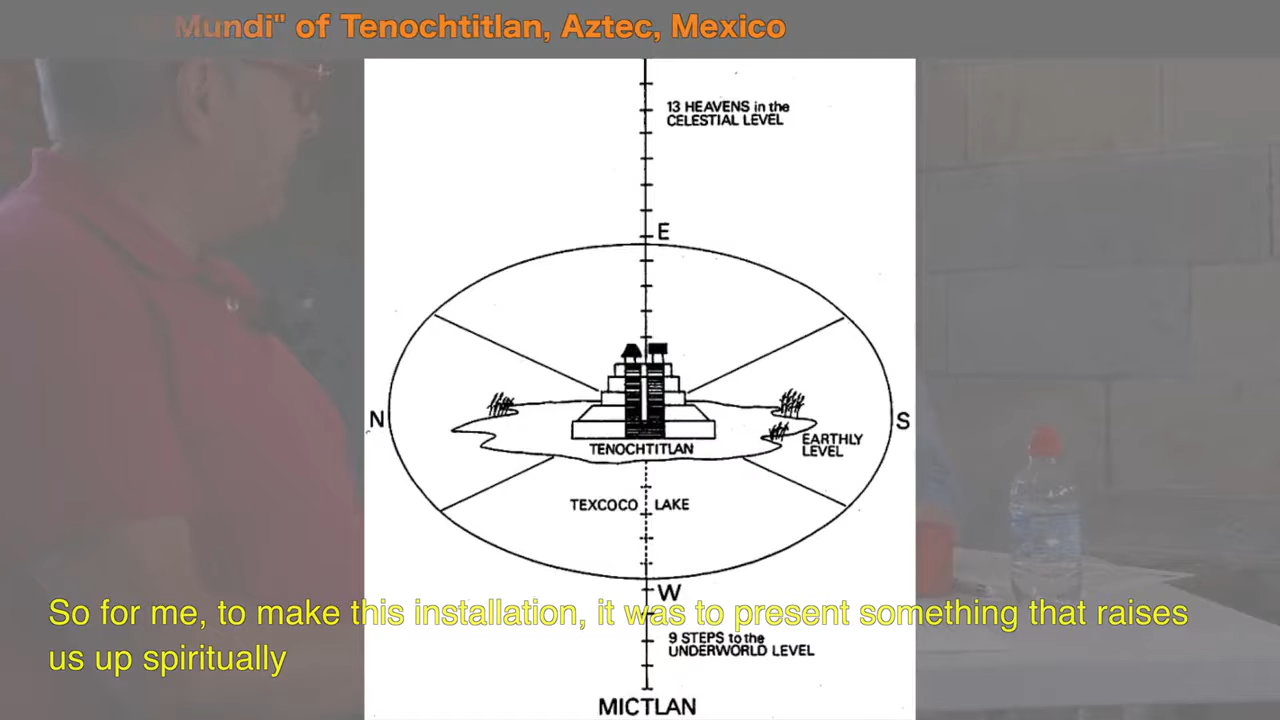 Mundi" of Tenochtitlan, Aztec, Mexico
13 HEAVENS in the
CELESTIAL LEVEL
E
N
S
EARTHLY
LEVEL
TENOCHTITLAN
TEXCOCO LAKE
W
So for me, to make this installation, it was to present something that raises
us up spiritually
9 STEPS to the
UNDERWORLD LEVEL
MICTLAN